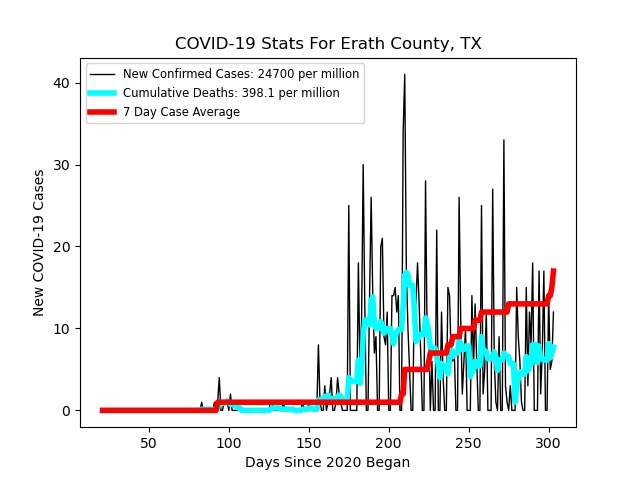 COVID-19 Stats For Erath County, TX
New Confirmed Cases: 24700 per million
Cumulative Deaths: 398.1 per million
7 Day Case Average
New COVID-19 Cases
40
30
20
10
0
50 100 150 200 250 300
Days Since 2020 Began